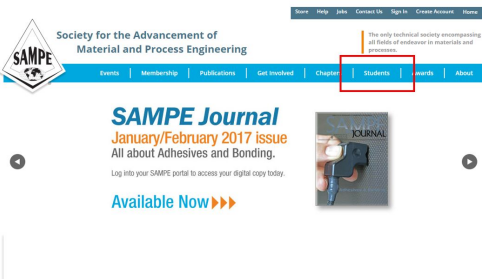 Store Help Jobs Contact Us Sign In Create Account Home
Society for the Advancement of
Material and Process Engineering
The only technical society encompassing
all fields of endeavor in materials and
processes.
SAMPE
Events Membership Publications Get Involved Chapters Students Awards About
SAMPE Journal
January/February 2017 issue
All about Adhesives and Bonding.
Log into your SAMPE portal to access your digital copy today.
Available Now
SAMPE
JOURNAL